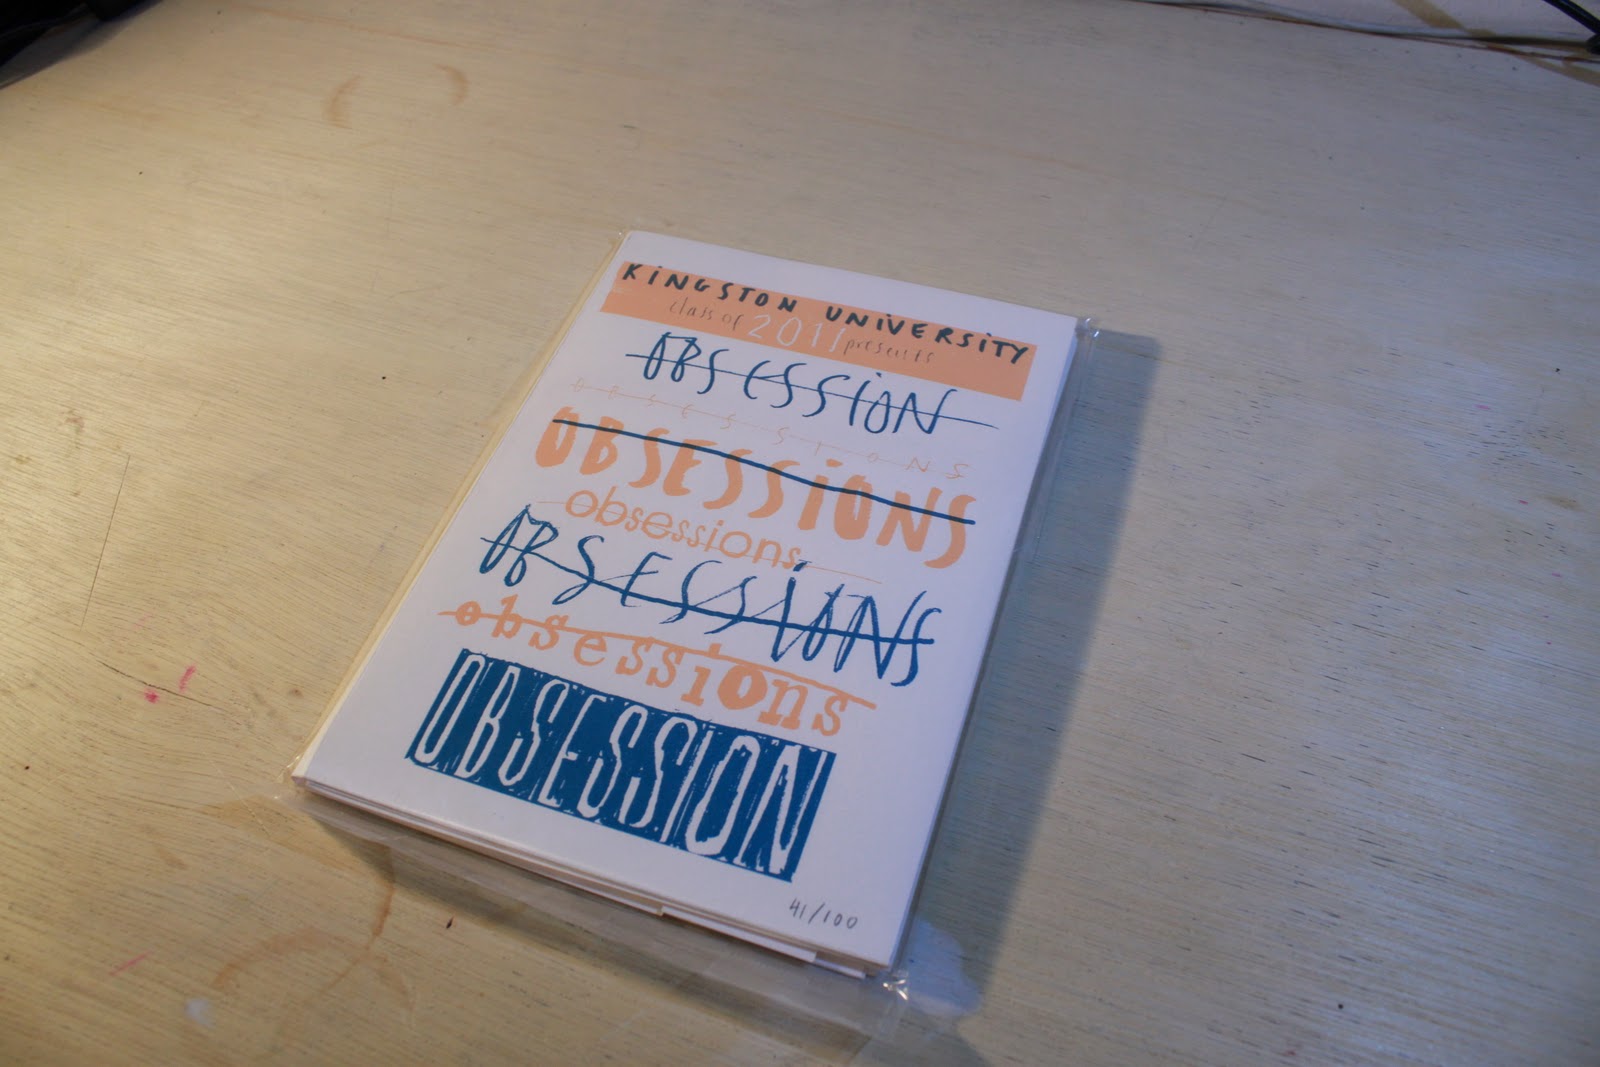 KiNGSTON UNiVERSiTY
class of 2011 presents
OBSESSiON
OBSESSIONS
OBSESSiONS
obsessions
OBSESSiONS
obsessions
OBSESSION
41/100